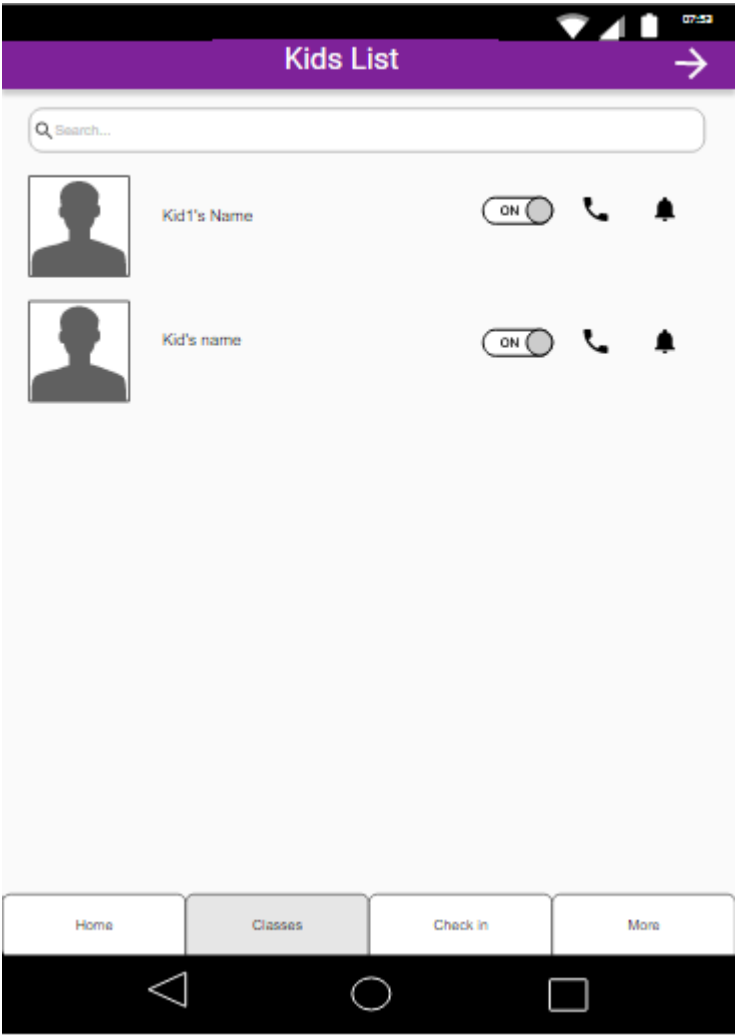 07:53
Kids List
Search...
Kid1's Name
ON
Kid's name
ON
Home Classes Check in More